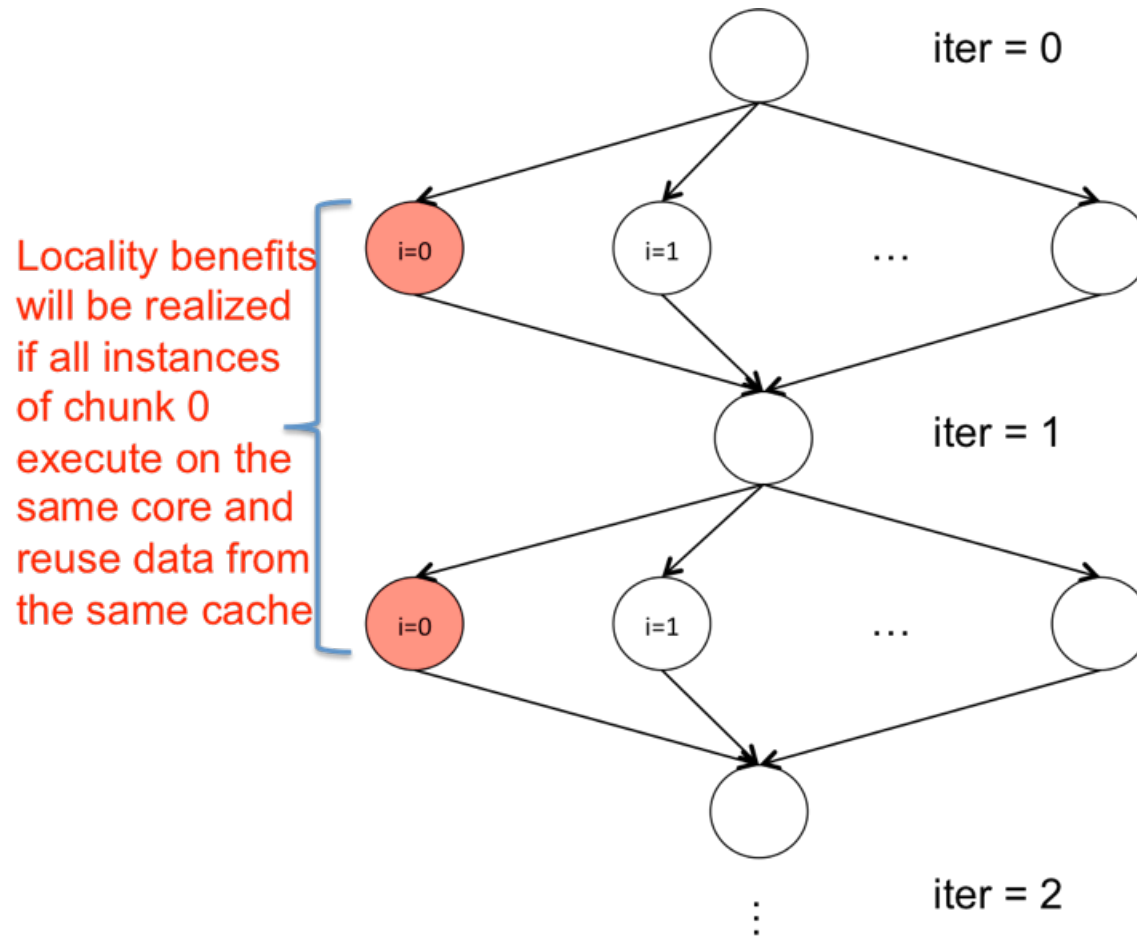 iter = 0
Locality benefits
will be realized
if all instances
of chunk 0
execute on the
same core and
reuse data from
the same cache
i=0
i=1
...
iter = 1
i=0
i=1
...
iter = 2
⋮